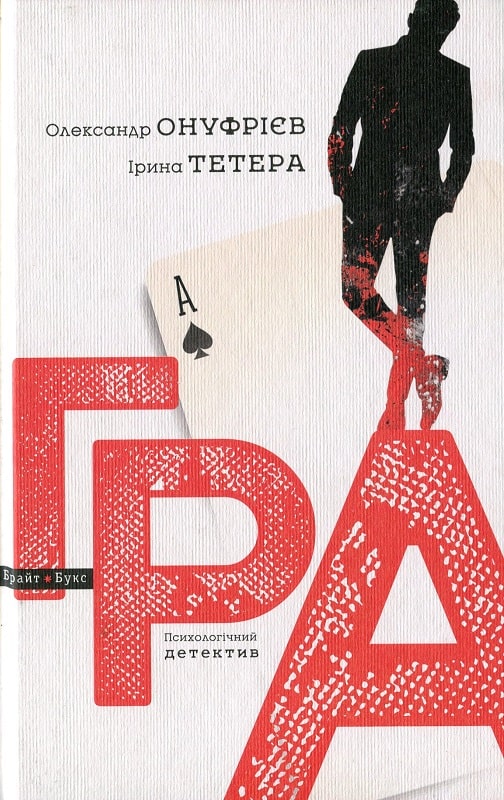 Олександр ОНУФРІЄВ
Ірина ТЕТЕРА
А
ГРА
Брайт Букс
Психологічний
детектив